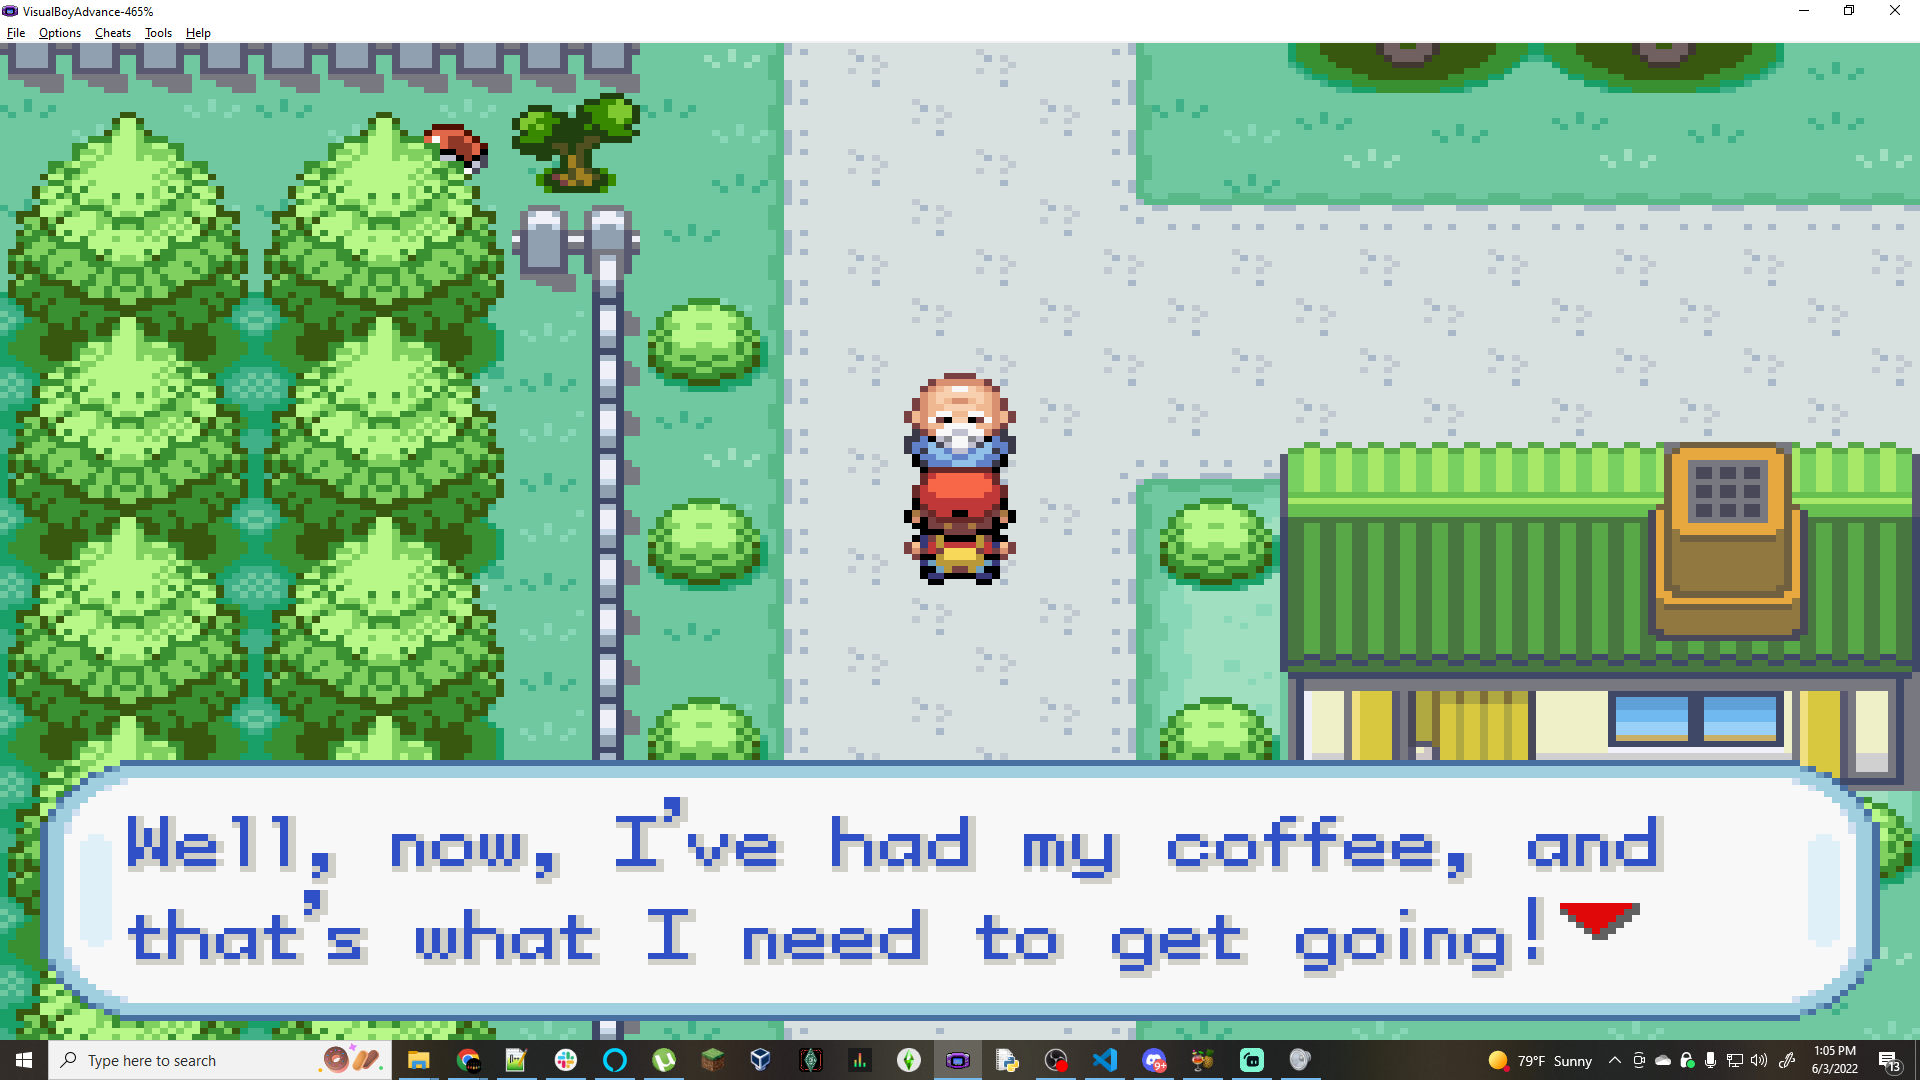 VisualBoyAdvance-465%
File Options Cheats Tools Help
Well, now, I've had my coffee, and
that's what I need to get going!
Type here to search
9+
79°F Sunny
1:05 PM
6/3/2022
13